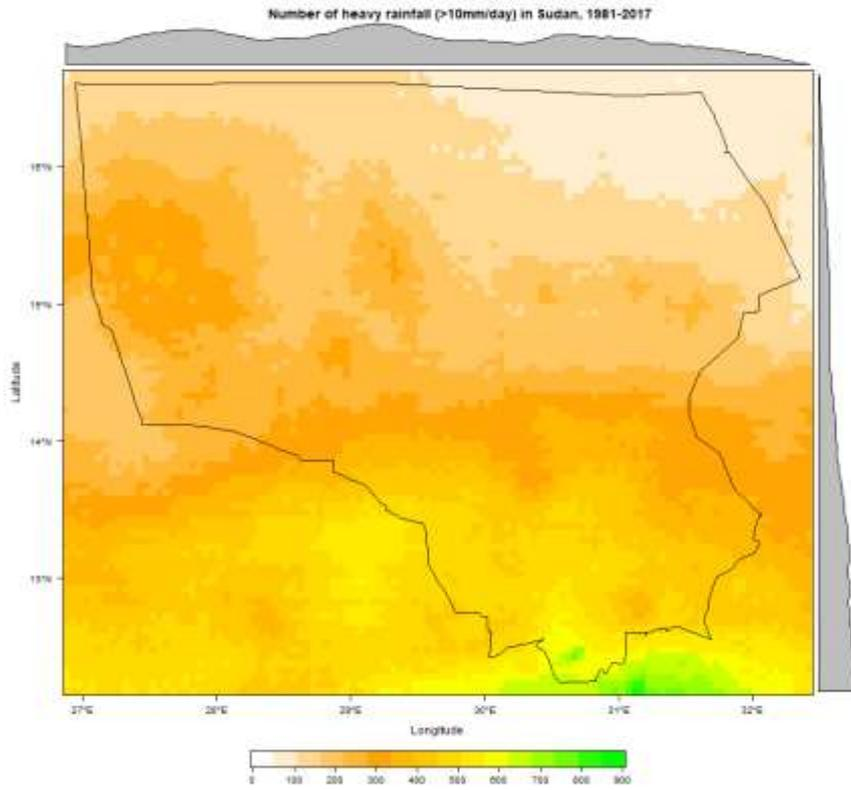 Number of heavy rainfall (>10mm/day) in Sudan, 1981-2017
16°N
15°N
14°N
13°N
Latitude
27°E 28°E 29°E 30°E 31°E 32°E
Longitude
0 100 200 300 400 500 600 700 800 900